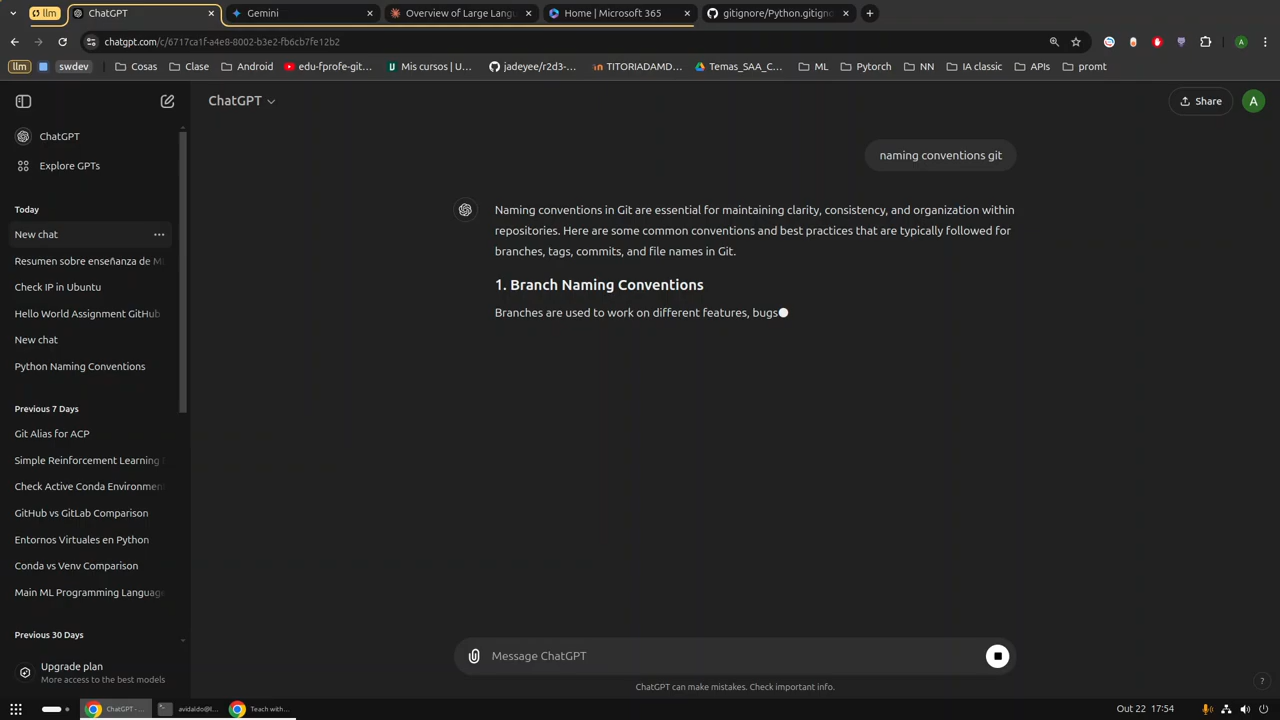 llm
ChatGPT
Gemini
Overview of Large Langu
Home | Microsoft 365
gitignore/Python.gitigno
chatgpt.com/c/6717ca1f-a4e8-8002-b3e2-fb6cb7fe12b2
A
llm
swdev
Cosas
Clase
Android
edu-fprofe-git...
Mis cursos | U...
jadeyee/r2d3-...
TITORIADAMD...
Temas_SAA_C...
ML
Pytorch
NN
IA classic
APIs
promt
ChatGPT
Share
A
ChatGPT
Explore GPTs
Today
New chat
Resumen sobre enseñanza de M
Check IP in Ubuntu
Hello World Assignment GitHub
New chat
Python Naming Conventions
Previous 7 Days
Git Alias for ACP
Simple Reinforcement Learning
Check Active Conda Environmen
GitHub vs GitLab Comparison
Entornos Virtuales en Python
Conda vs Venv Comparison
Main ML Programming Language
Previous 30 Days
Upgrade plan
More access to the best models
naming conventions git
Naming conventions in Git are essential for maintaining clarity, consistency, and organization within
repositories. Here are some common conventions and best practices that are typically followed for
branches, tags, commits, and file names in Git.
1. Branch Naming Conventions
Branches are used to work on different features, bugs
Message ChatGPT
ChatGPT can make mistakes. Check important info.
?
ChatGPT - ...
avidaldo@l...
Teach with...
Out 22 17:54